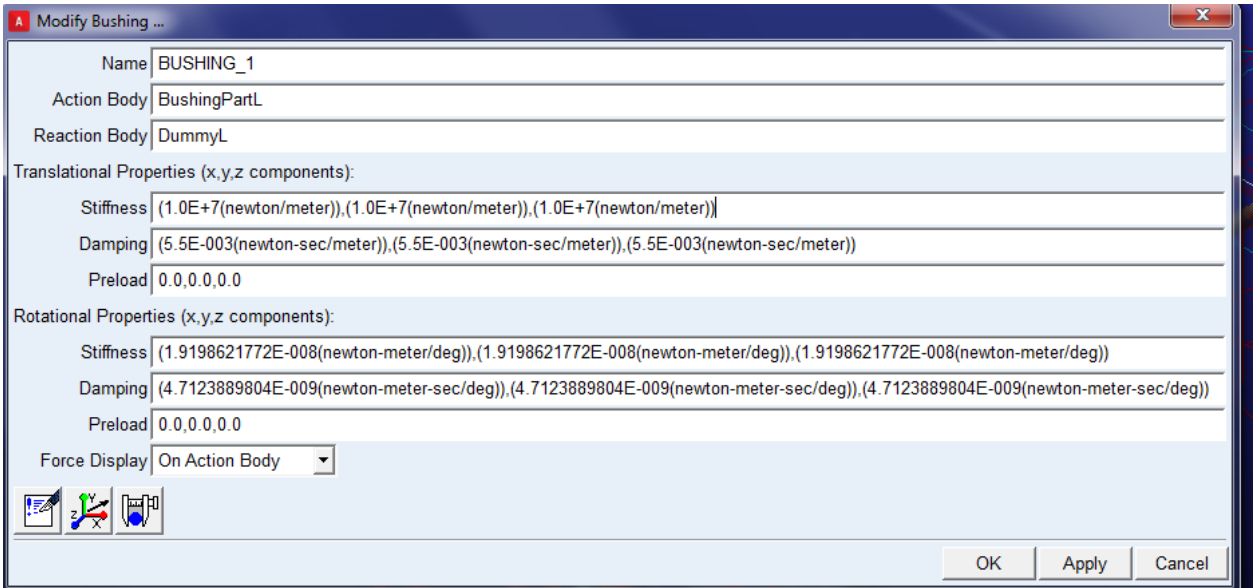 A Modify Bushing ...
x
Name BUSHING_1
Action Body BushingPartL
Reaction Body DummyL
Translational Properties (x,y,z components):
Stiffness (1.0E+7(newton/meter)),(1.0E+7(newton/meter)),(1.0E+7(newton/meter))
Damping (5.5E-003(newton-sec/meter)),(5.5E-003(newton-sec/meter)),(5.5E-003(newton-sec/meter))
Preload 0.0,0.0,0.0
Rotational Properties (x,y,z components):
Stiffness (1.9198621772E-008(newton-meter/deg)),(1.9198621772E-008(newton-meter/deg)),(1.9198621772E-008(newton-meter/deg))
Damping (4.7123889804E-009(newton-meter-sec/deg)),(4.7123889804E-009(newton-meter-sec/deg)),(4.7123889804E-009(newton-meter-sec/deg))
Preload 0.0,0.0,0.0
Force Display On Action Body
Z Y X
OK Apply Cancel